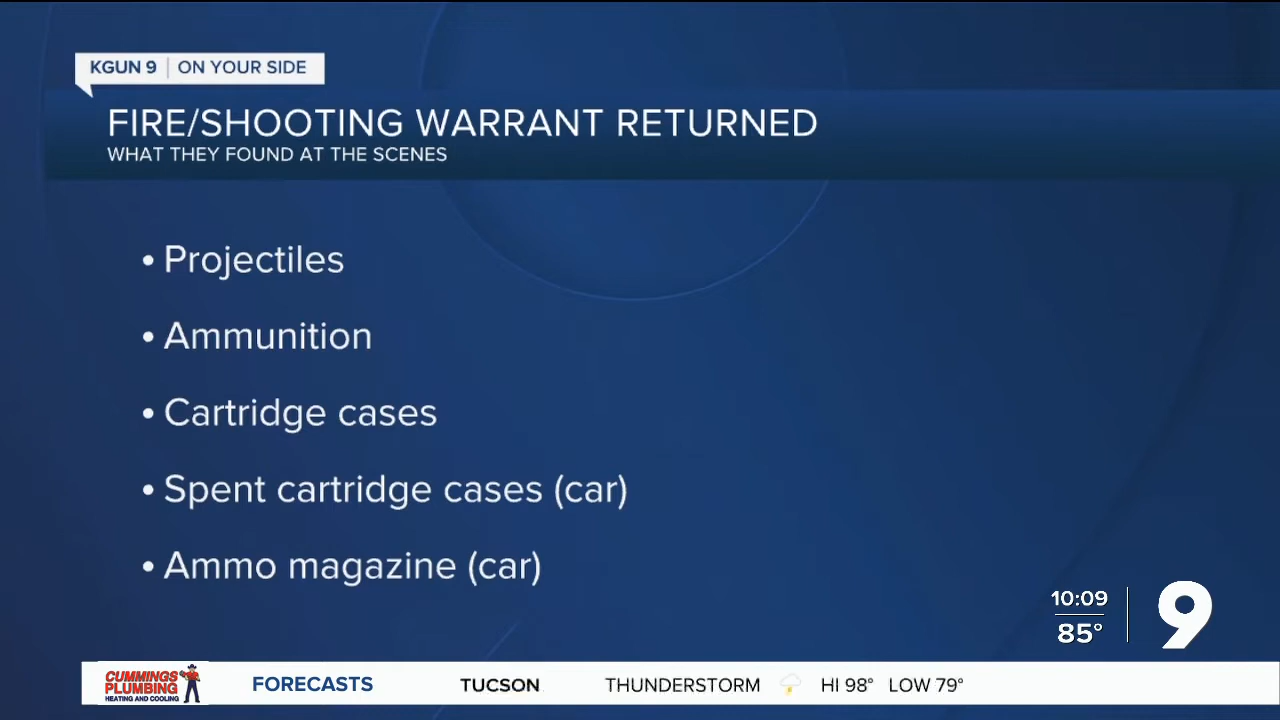 KGUN 9 | ON YOUR SIDE
FIRE/SHOOTING WARRANT RETURNED
WHAT THEY FOUND AT THE SCENES
• Projectiles
• Ammunition
• Cartridge cases
• Spent cartridge cases (car)
• Ammo magazine (car)
10:09
85°
9
CUMMINGS
PLUMBING
HEATING AND COOLING
FORECASTS TUCSON THUNDERSTORM HI 98° LOW 79°